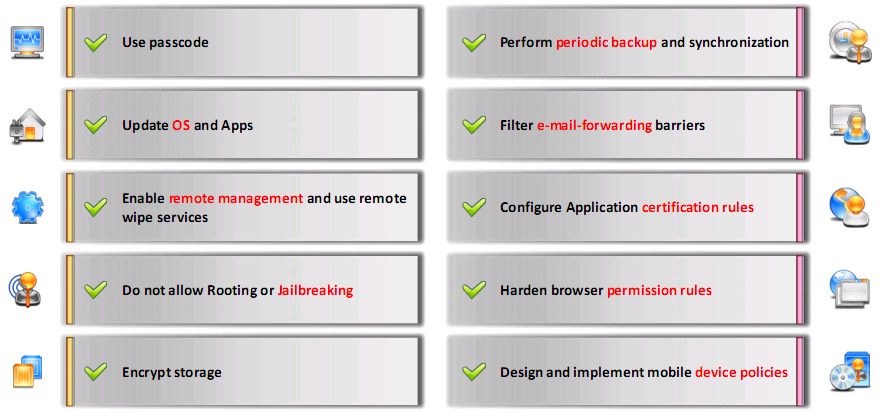 Use passcode
Update OS and Apps
Enable remote management and use remote
wipe services
Do not allow Rooting or Jailbreaking
Encrypt storage
Perform periodic backup and synchronization
Filter e-mail-forwarding barriers
Configure Application certification rules
Harden browser permission rules
Design and implement mobile device policies